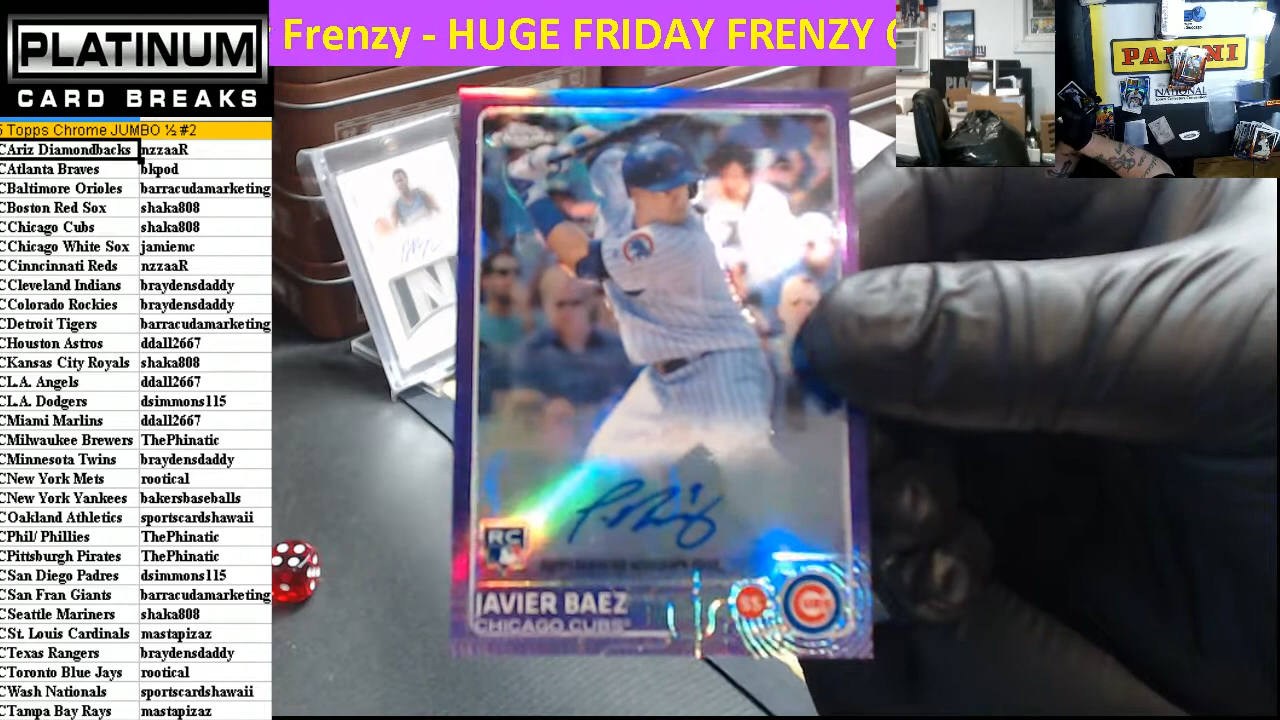 PLATINUM
CARD BREAKS
Frenzy - HUGE FRIDAY FRENZY
5 Topps Chrome JUMBO ½ #2
CAriz Diamondbacks nzzaaR
CAtlanta Braves bkpod
CBaltimore Orioles barracudamarketing
CBoston Red Sox shaka808
CChicago Cubs shaka808
CChicago White Sox jamiemc
CCinncinnati Reds nzzaaR
CCleveland Indians braydensdaddy
CColorado Rockies braydensdaddy
CDetroit Tigers barracudamarketing
CHouston Astros ddall2667
CKansas City Royals shaka808
CL.A. Angels ddall2667
CL.A. Dodgers dsimmons115
CMiami Marlins ddall2667
CMilwaukee Brewers ThePhinatic
CMinnesota Twins braydensdaddy
CNew York Mets rootical
CNew York Yankees bakersbaseballs
COakland Athletics sportscardshawaii
CPhil/ Phillies ThePhinatic
CPittsburgh Pirates ThePhinatic
CSan Diego Padres dsimmons115
CSan Fran Giants barracudamarketing
CSeattle Mariners shaka808
CSt. Louis Cardinals mastapizaz
CTexas Rangers braydensdaddy
CToronto Blue Jays rootical
CWash Nationals sportscardshawaii
CTampa Bay Rays mastapizaz
PANINI
NATIONAL
RC
JAVIER BAEZ
CHICAGO CUBS
SS
CUBS